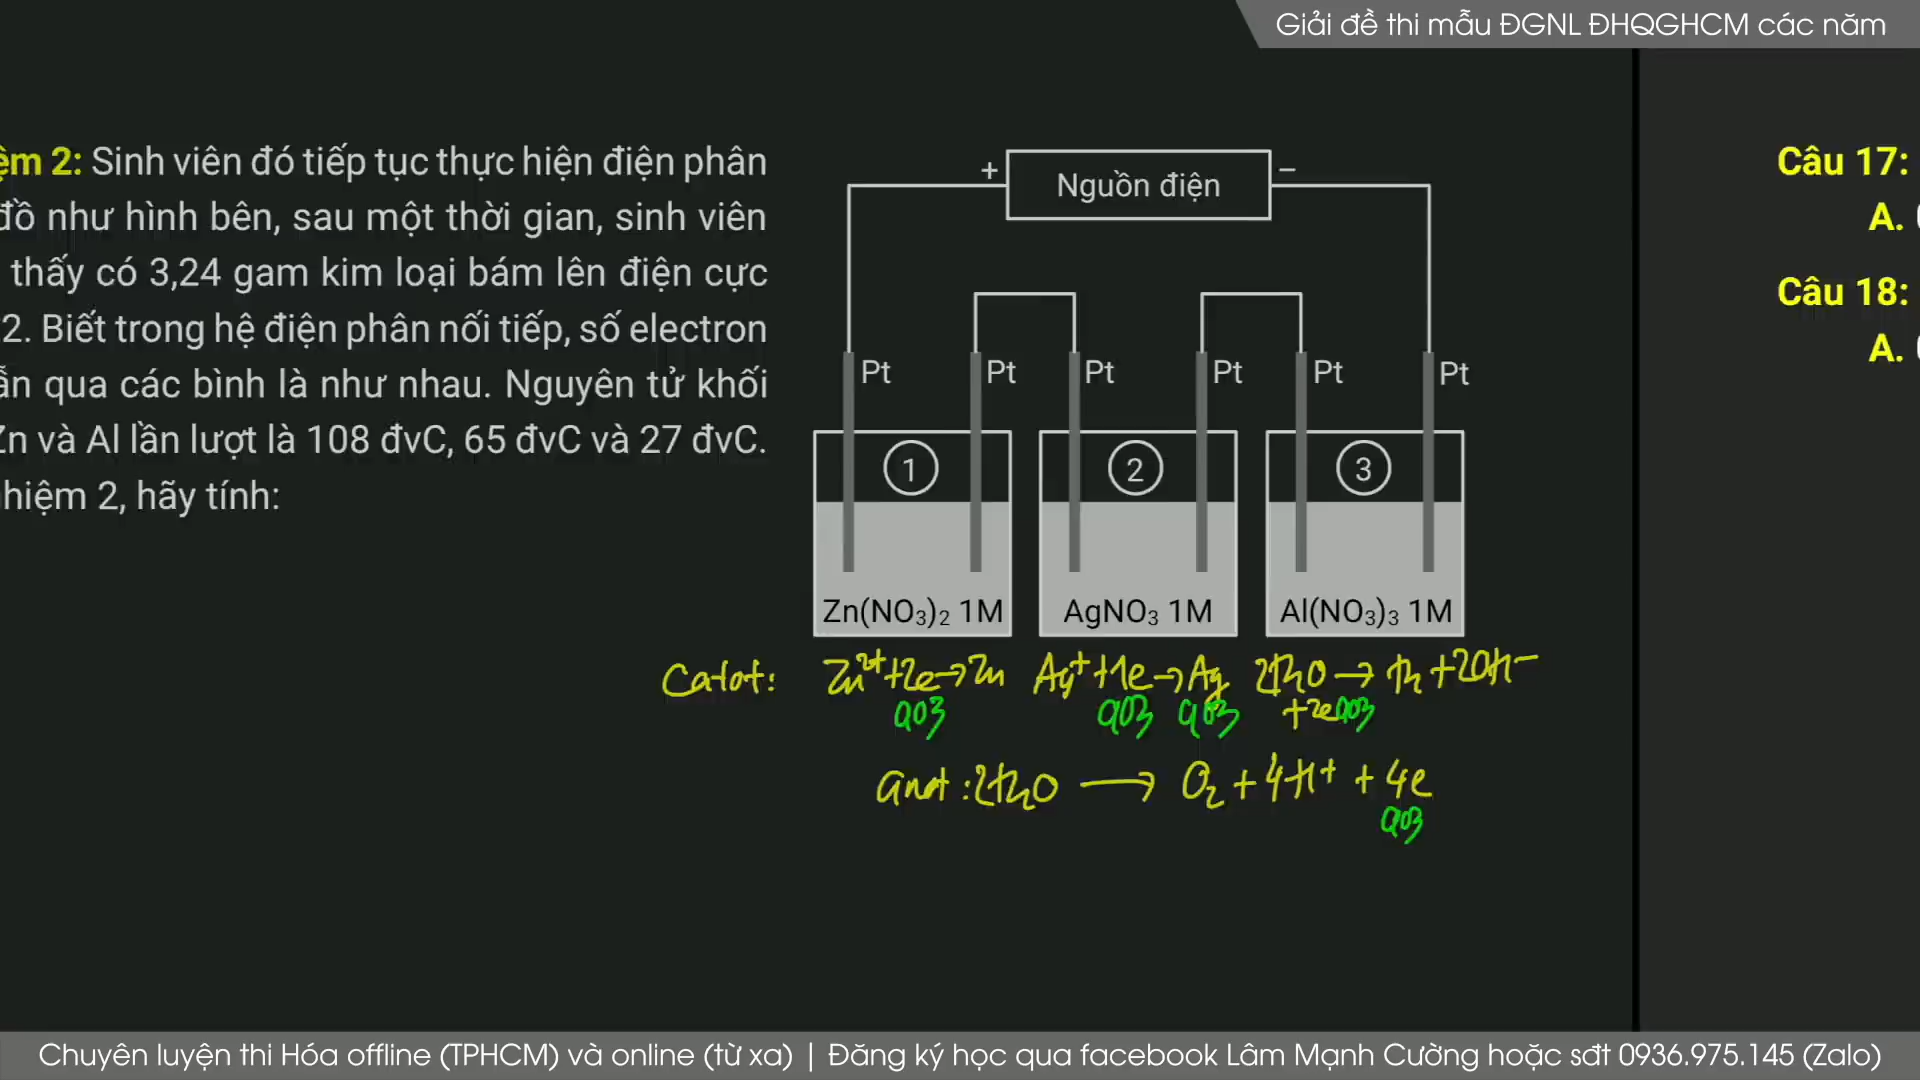 Giải đề thi mẫu ĐGNL ĐHQGHCM các năm
ệm 2: Sinh viên đó tiếp tục thực hiện điện phân
đồ như hình bên, sau một thời gian, sinh viên
thấy có 3,24 gam kim loại bám lên điện cực
2. Biết trong hệ điện phân nối tiếp, số electron
ẫn qua các bình là như nhau. Nguyên tử khối
Zn và Al lần lượt là 108 đvC, 65 đvC và 27 đvC.
hiệm 2, hãy tính:
+ Nguồn điện −
Pt Pt Pt Pt Pt Pt
1 2 3
Zn(NO₃)₂ 1M AgNO₃ 1M Al(NO₃)₃ 1M
Catot: Zn²⁺+2e→Zn Ag⁺+1e→Ag 2H₂O → H₂+2OH⁻
0,03 0,03 0,03 +2e 0,03
anot: 2H₂O → O₂ + 4H⁺ + 4e
0,03
Câu 17:
A.
Câu 18:
A.
Chuyên luyện thi Hóa offline (TPHCM) và online (từ xa) | Đăng ký học qua facebook Lâm Mạnh Cường hoặc sđt 0936.975.145 (Zalo)